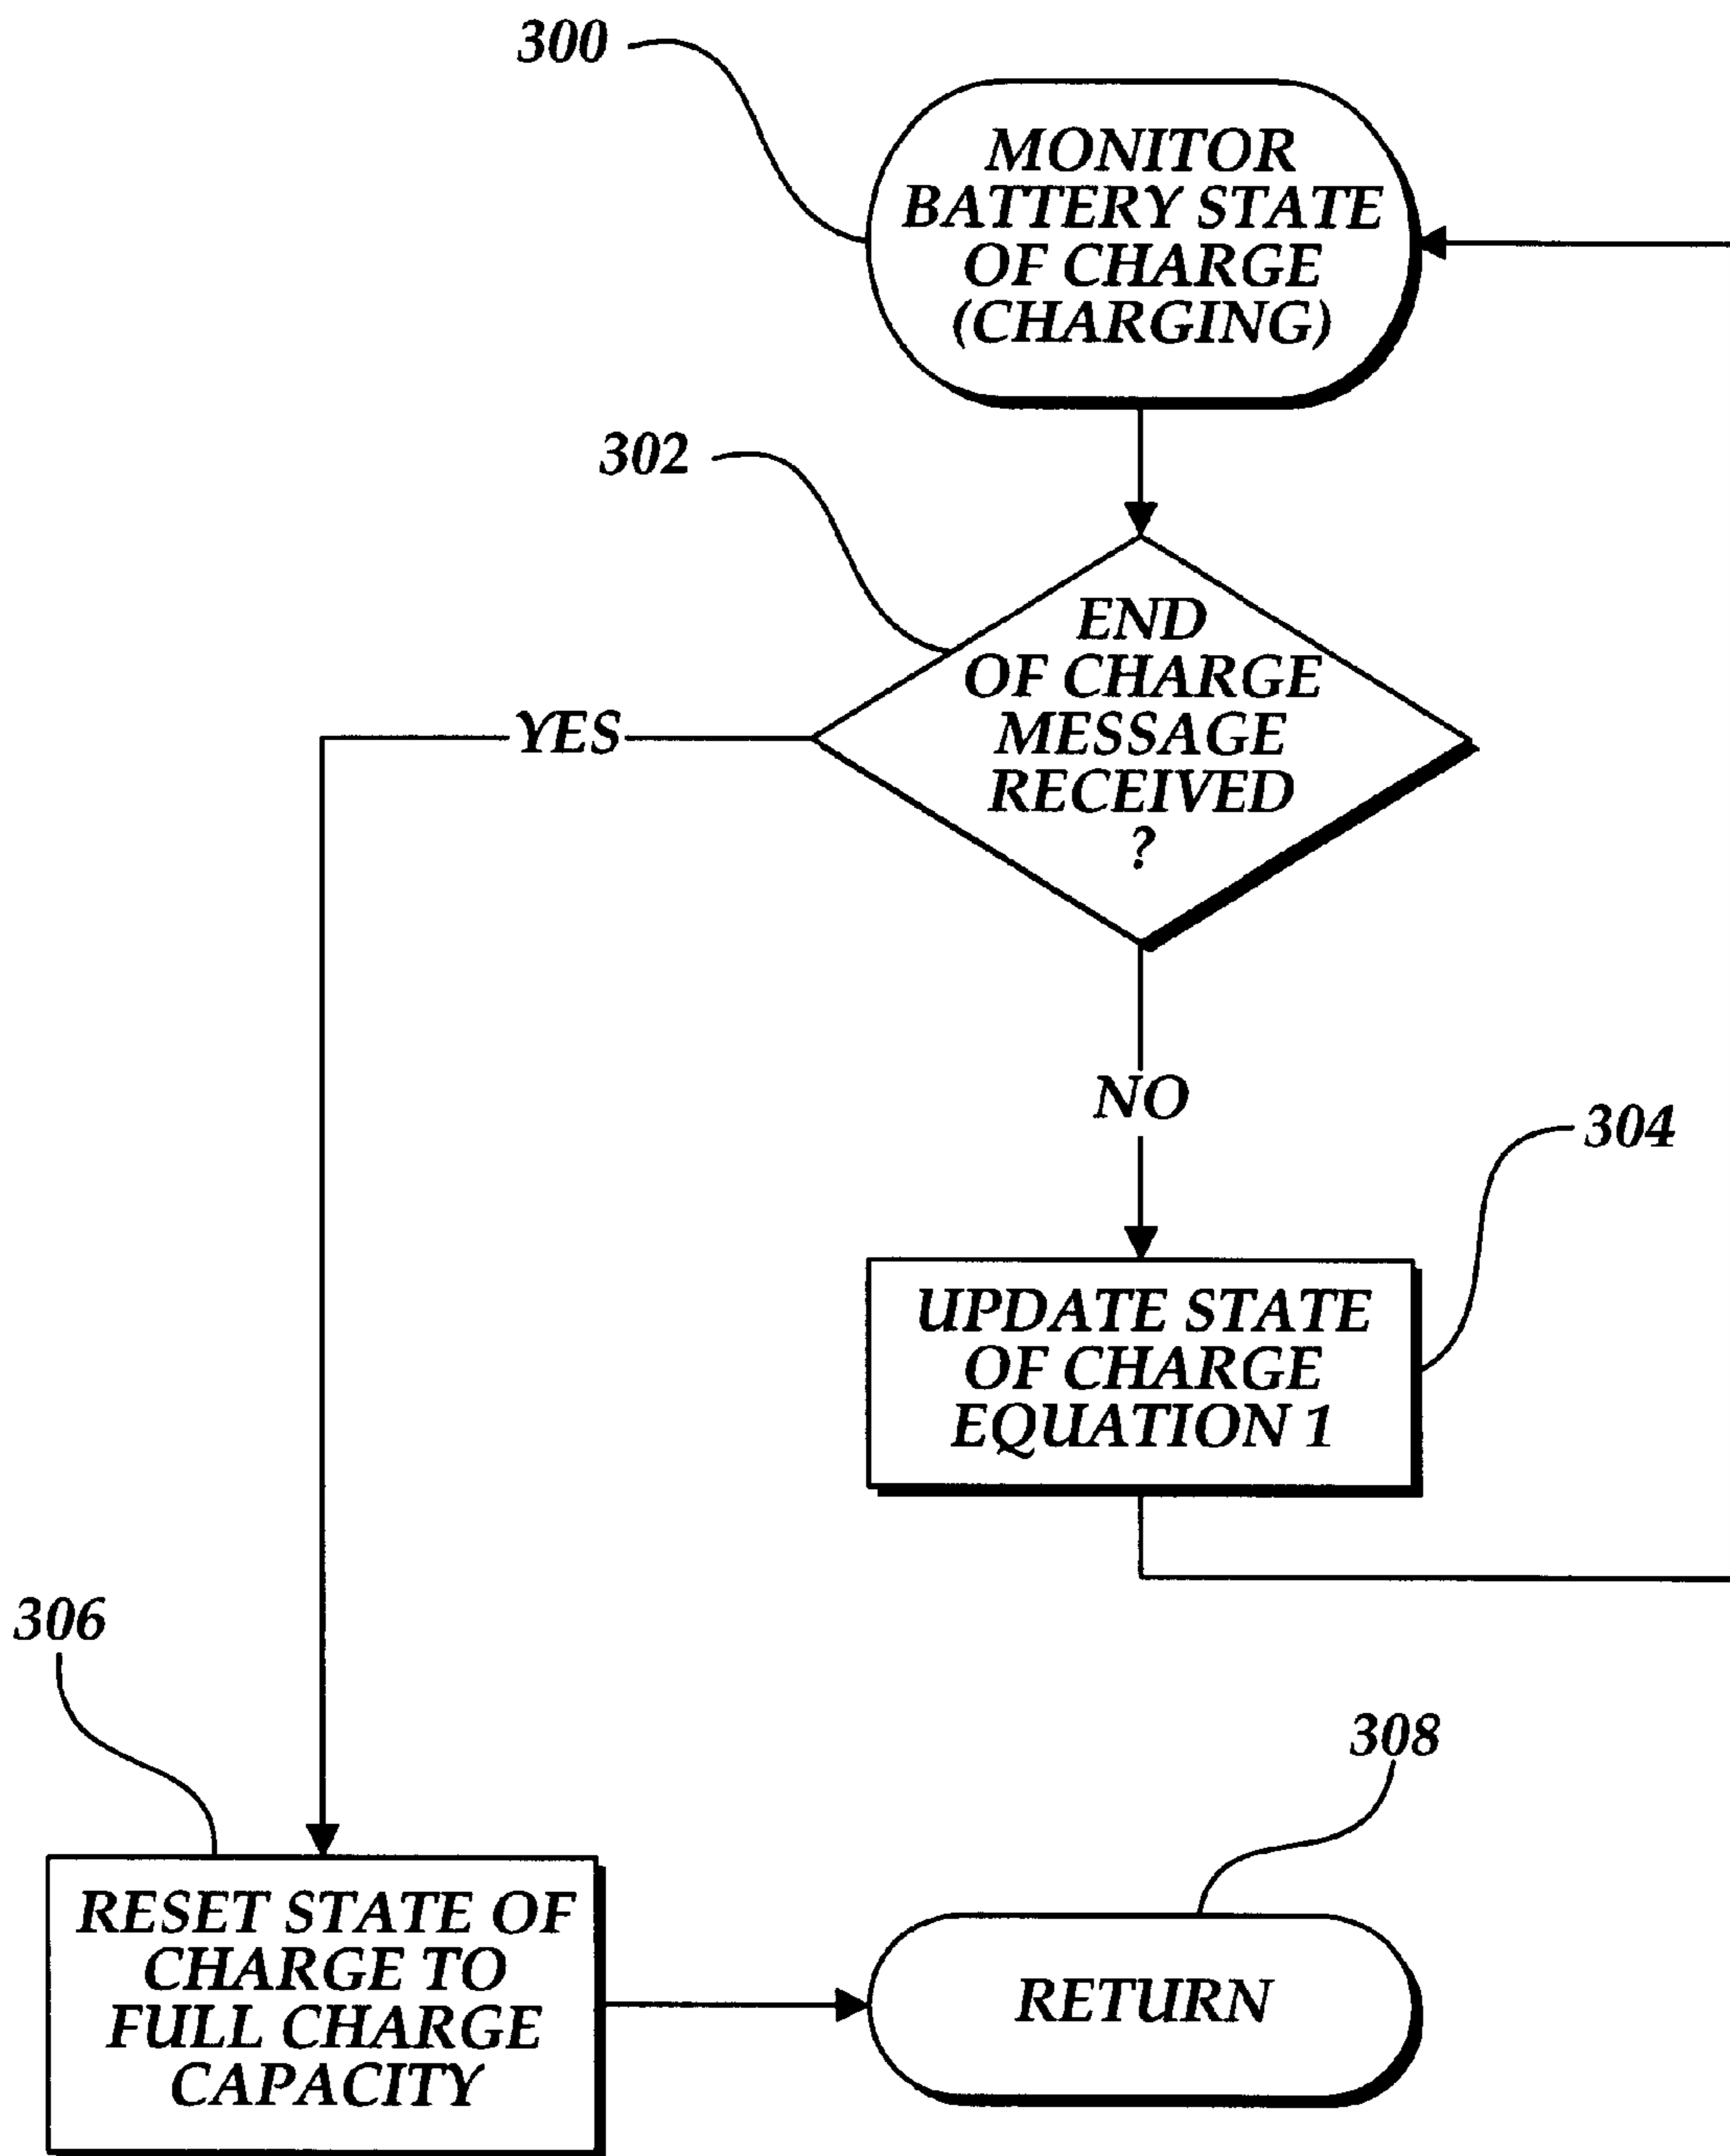 300
MONITOR
BATTERY STATE
OF CHARGE
(CHARGING)
302
END
OF CHARGE
MESSAGE
RECEIVED
?
YES
NO
304
UPDATE STATE
OF CHARGE
EQUATION 1
306
RESET STATE OF
CHARGE TO
FULL CHARGE
CAPACITY
308
RETURN